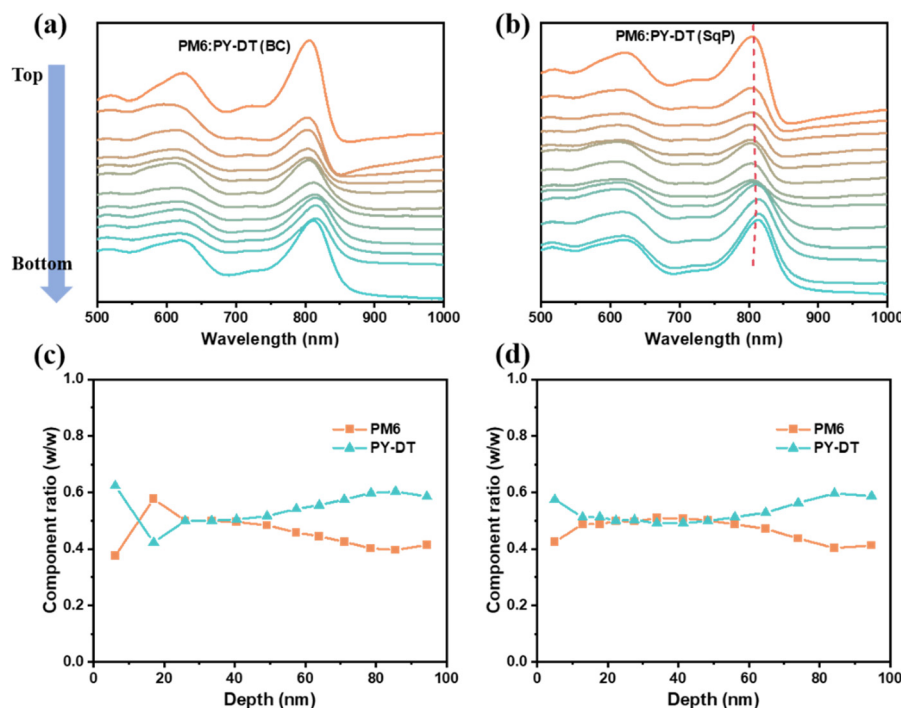 (a)
PM6:PY-DT (BC)
Top
Bottom
500 600 700 800 900 1000
Wavelength (nm)
(b)
PM6:PY-DT (SqP)
500 600 700 800 900 1000
Wavelength (nm)
(c)
1.0
0.8
0.6
0.4
0.2
0.0
Component ratio (w/w)
PM6
PY-DT
0 20 40 60 80 100
Depth (nm)
(d)
1.0
0.8
0.6
0.4
0.2
0.0
Component ratio (w/w)
PM6
PY-DT
0 20 40 60 80 100
Depth (nm)